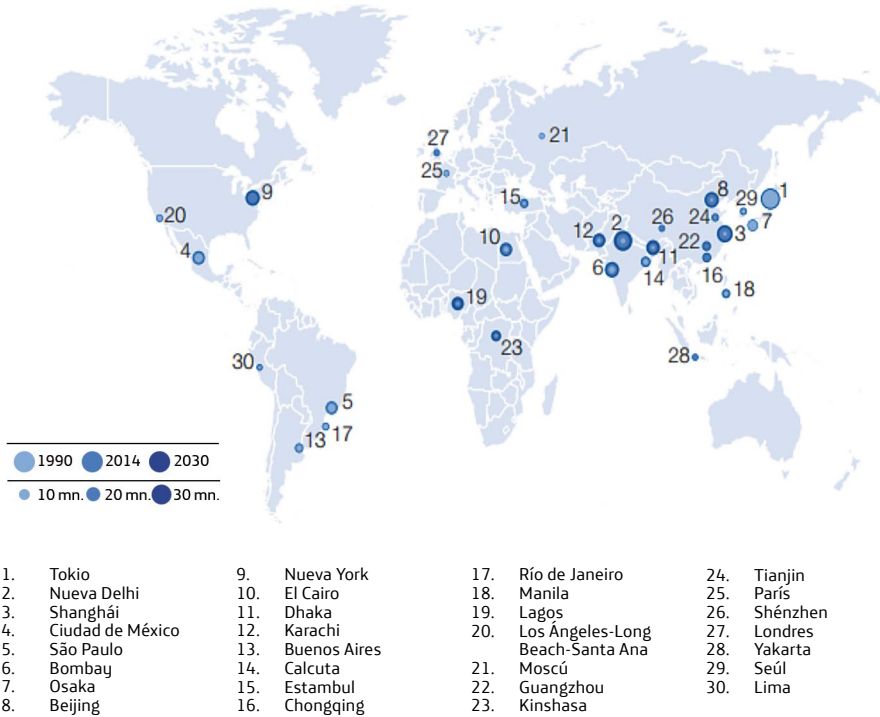 27
21
25
9
15
8
1
29
20
26
24
7
12
2
4
10
3
22
11
6
14
16
19
18
23
28
30
5
17
13
1990 2014 2030
10 mn. 20 mn. 30 mn.
1. Tokio
2. Nueva Delhi
3. Shanghái
4. Ciudad de México
5. São Paulo
6. Bombay
7. Osaka
8. Beijing
9. Nueva York
10. El Cairo
11. Dhaka
12. Karachi
13. Buenos Aires
14. Calcuta
15. Estambul
16. Chongqing
17. Río de Janeiro
18. Manila
19. Lagos
20. Los Ángeles-Long
Beach-Santa Ana
21. Moscú
22. Guangzhou
23. Kinshasa
24. Tianjin
25. París
26. Shénzhen
27. Londres
28. Yakarta
29. Seúl
30. Lima